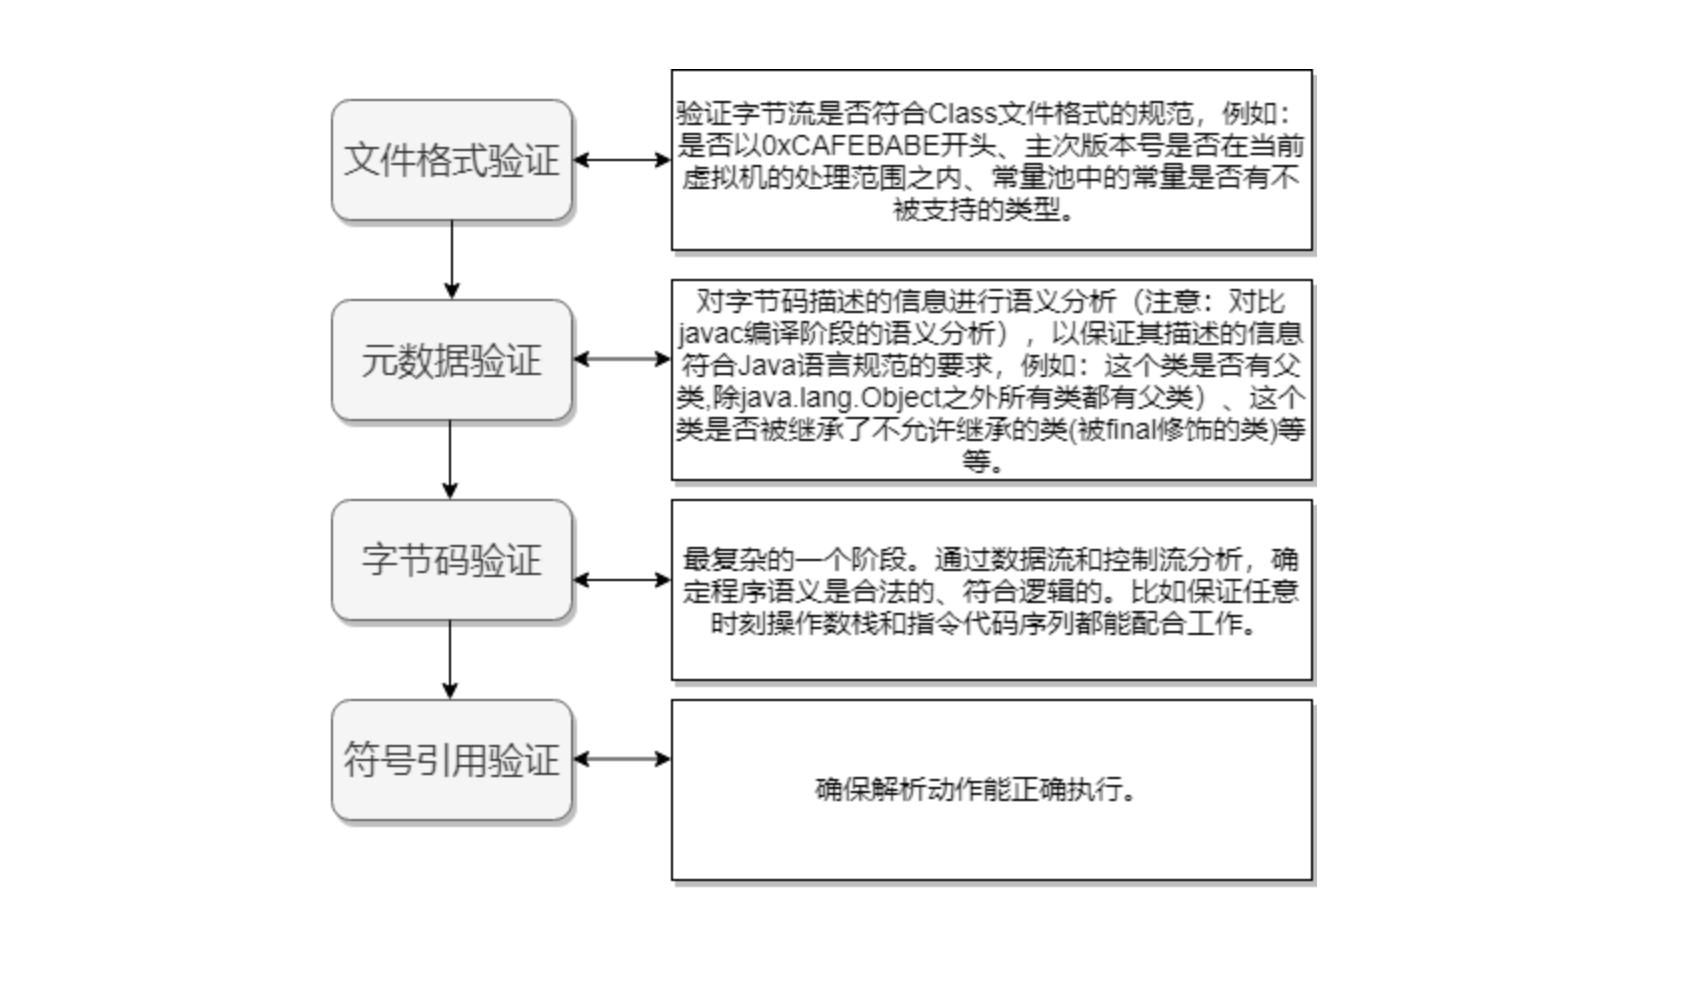 文件格式验证
验证字节流是否符合Class文件格式的规范，例如：
是否以0xCAFEBABE开头、主次版本号是否在当前
虚拟机的处理范围之内、常量池中的常量是否有不
被支持的类型。
元数据验证
对字节码描述的信息进行语义分析（注意：对比
javac编译阶段的语义分析），以保证其描述的信息
符合Java语言规范的要求，例如：这个类是否有父
类,除java.lang.Object之外所有类都有父类）、这个
类是否被继承了不允许继承的类(被final修饰的类)等
等。
字节码验证
最复杂的一个阶段。通过数据流和控制流分析，确
定程序语义是合法的、符合逻辑的。比如保证任意
时刻操作数栈和指令代码序列都能配合工作。
符号引用验证
确保解析动作能正确执行。